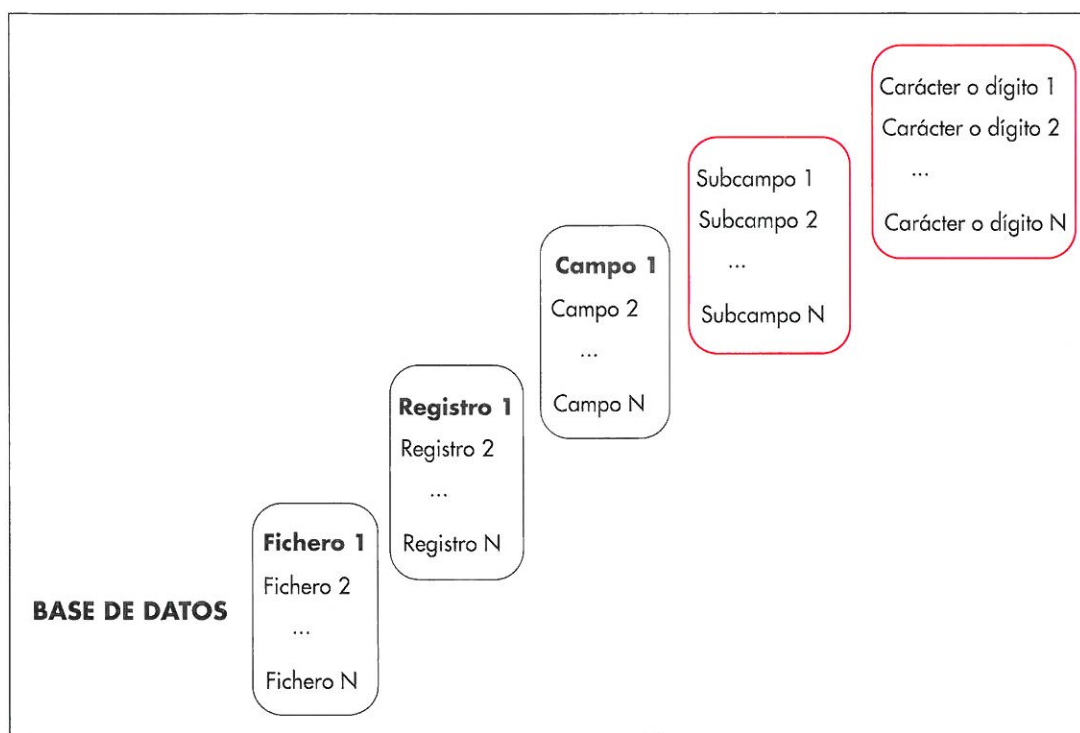 BASE DE DATOS
Fichero 1
Fichero 2
...
Fichero N
Registro 1
Registro 2
...
Registro N
Campo 1
Campo 2
...
Campo N
Subcampo 1
Subcampo 2
...
Subcampo N
Carácter o dígito 1
Carácter o dígito 2
...
Carácter o dígito N